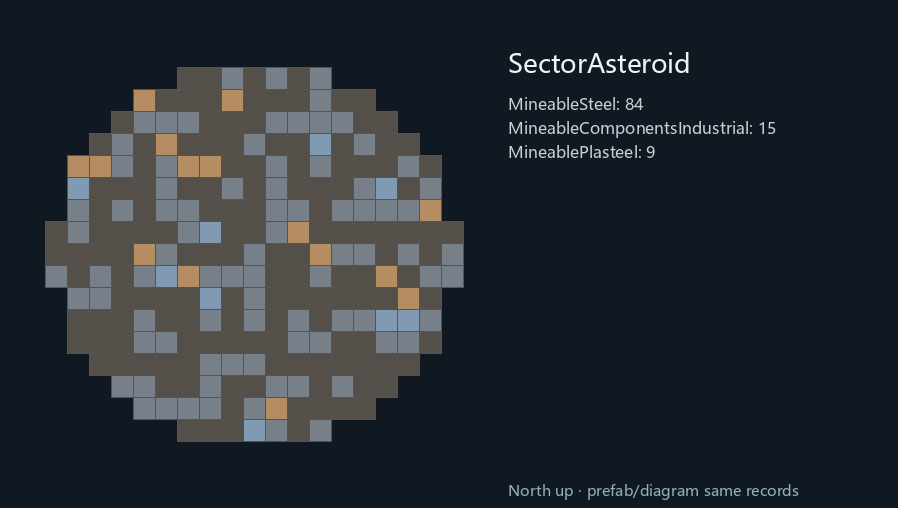 SectorAsteroid
MineableSteel: 84
MineableComponentsIndustrial: 15
MineablePlasteel: 9
North up · prefab/diagram same records